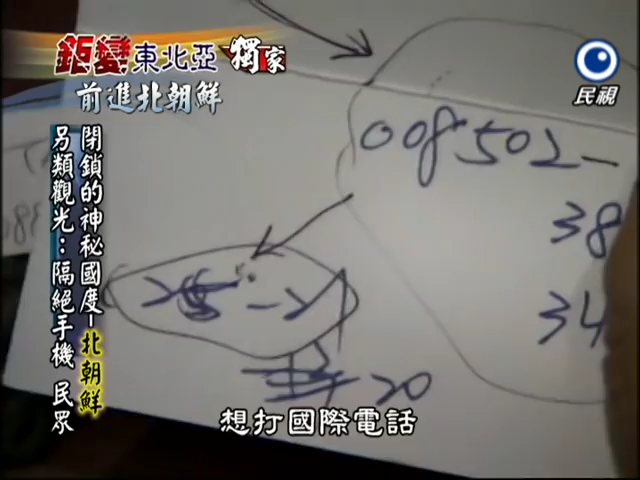 鉅變東北亞 獨家
前進北朝鮮
民視
閉鎖的神秘國度-北朝鮮
另類觀光:隔絕手機 民眾
008502-
38
34
20
想打國際電話